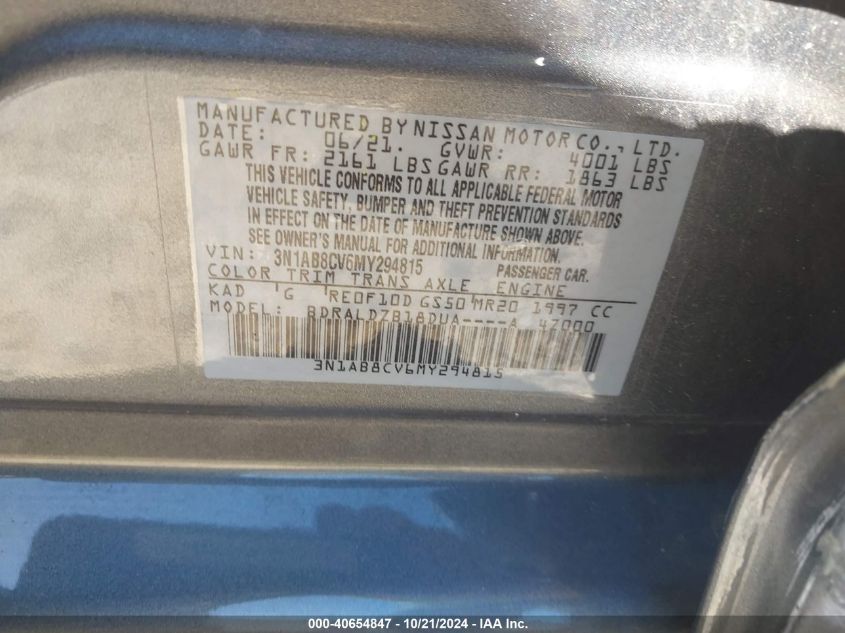 MANUFACTURED BY NISSAN MOTOR CO., LTD.
DATE: 06/21. GVWR: 4001 LBS
GAWR FR: 2161 LBS GAWR RR: 1863 LBS
THIS VEHICLE CONFORMS TO ALL APPLICABLE FEDERAL MOTOR
VEHICLE SAFETY, BUMPER AND THEFT PREVENTION STANDARDS
IN EFFECT ON THE DATE OF MANUFACTURE SHOWN ABOVE.
SEE OWNER'S MANUAL FOR ADDITIONAL INFORMATION
VIN: 3N1AB8CV6MY294815 PASSENGER CAR.
COLOR TRIM TRANS AXLE ENGINE
KAD 'G 'RE0F10D GS50 MR20 1997 CC
MODEL: BDRALDZB18DUA----A 4Z000
3N1AB8CV6MY294815
000-40654847 - 10/21/2024 - IAA Inc.